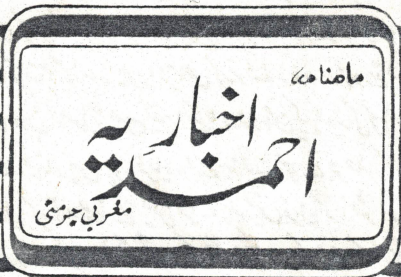 ماہنامہ
اخبار
احمدیہ
مغربی جرمنی